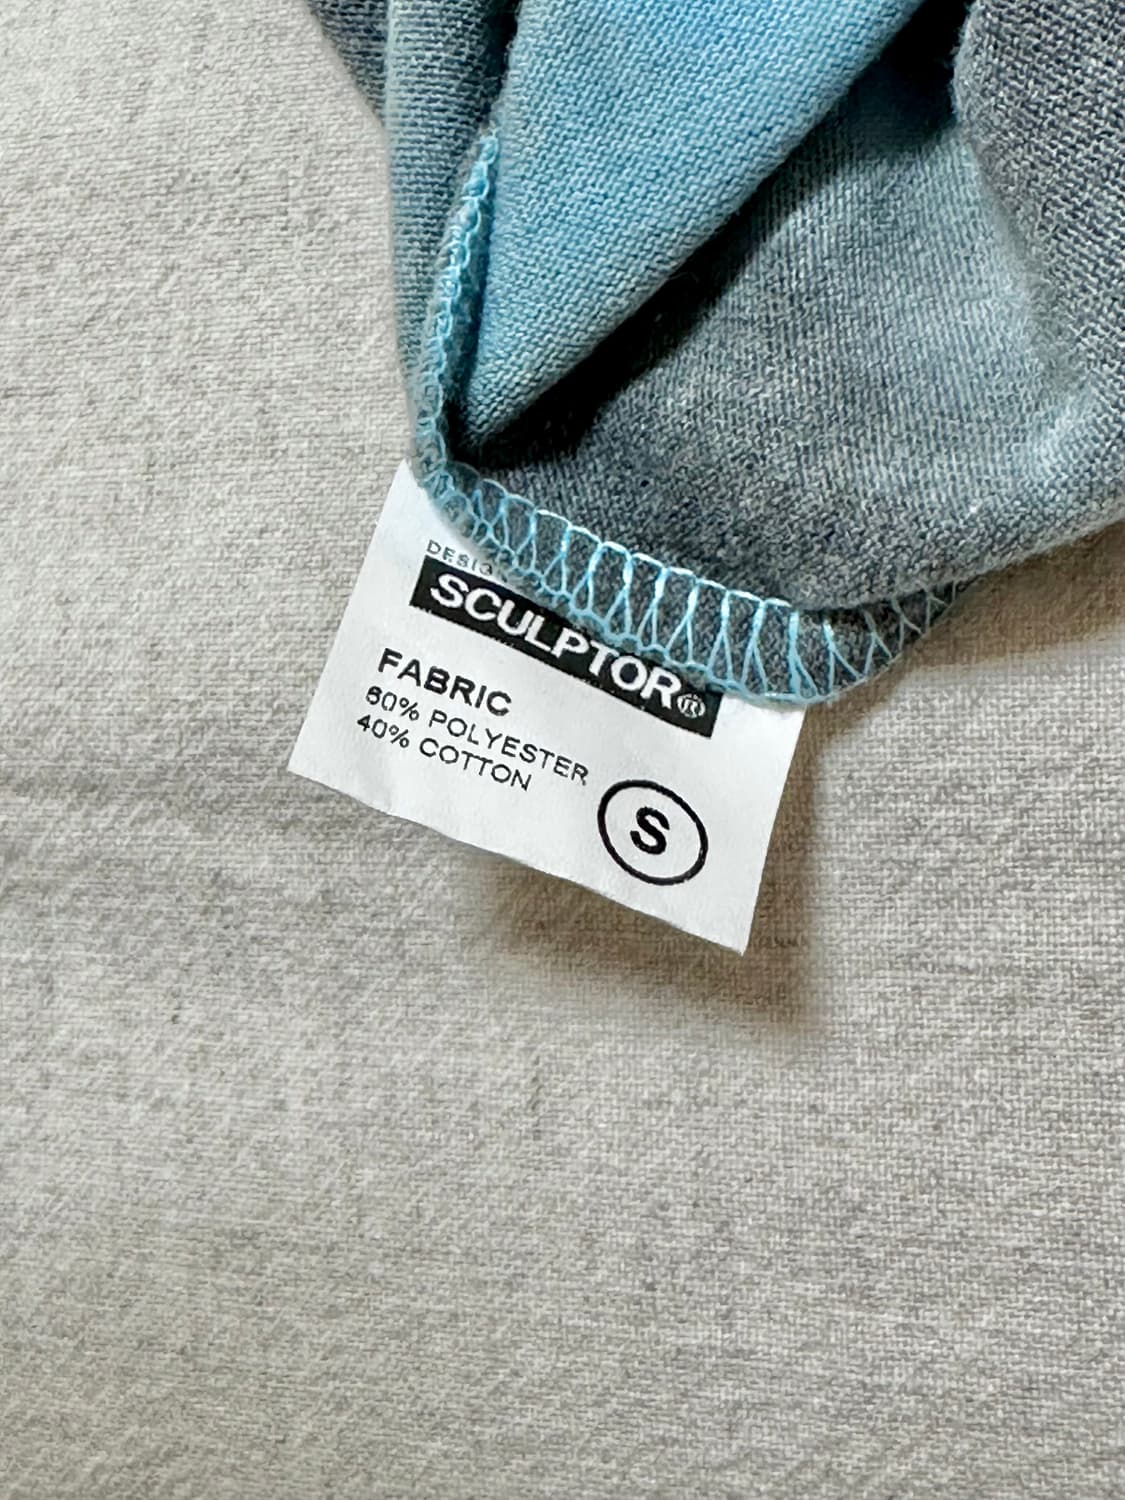 SCULPTOR®
FABRIC
60% POLYESTER
40% COTTON
S